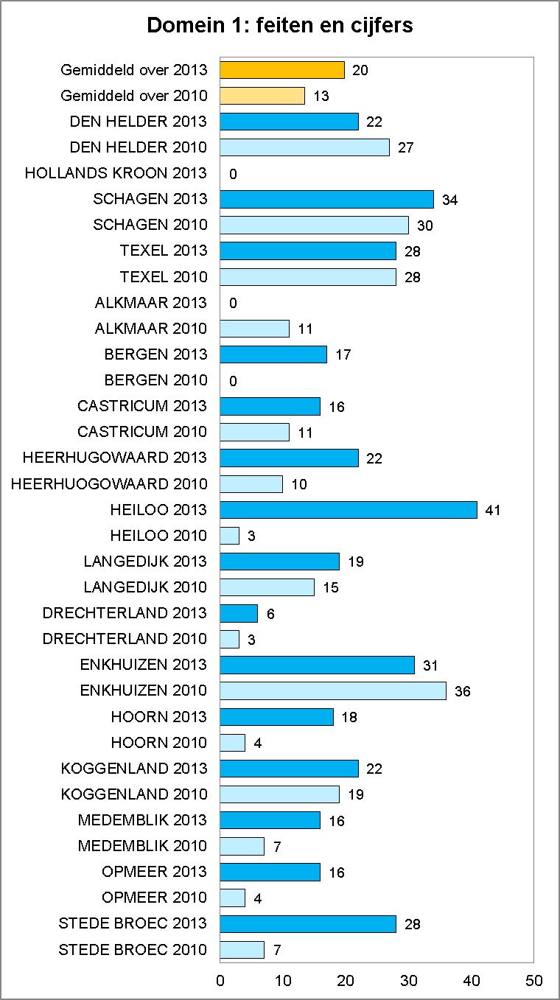 Domein 1: feiten en cijfers
Gemiddeld over 2013 20
Gemiddeld over 2010 13
DEN HELDER 2013 22
DEN HELDER 2010 27
HOLLANDS KROON 2013 0
SCHAGEN 2013 34
SCHAGEN 2010 30
TEXEL 2013 28
TEXEL 2010 28
ALKMAAR 2013 0
ALKMAAR 2010 11
BERGEN 2013 17
BERGEN 2010 0
CASTRICUM 2013 16
CASTRICUM 2010 11
HEERHUGOWAARD 2013 22
HEERHUOGOWAARD 2010 10
HEILOO 2013 41
HEILOO 2010 3
LANGEDIJK 2013 19
LANGEDIJK 2010 15
DRECHTERLAND 2013 6
DRECHTERLAND 2010 3
ENKHUIZEN 2013 31
ENKHUIZEN 2010 36
HOORN 2013 18
HOORN 2010 4
KOGGENLAND 2013 22
KOGGENLAND 2010 19
MEDEMBLIK 2013 16
MEDEMBLIK 2010 7
OPMEER 2013 16
OPMEER 2010 4
STEDE BROEC 2013 28
STEDE BROEC 2010 7
0 10 20 30 40 50